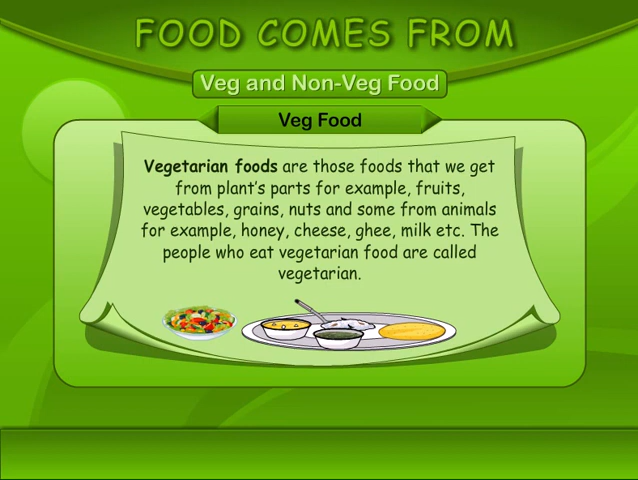 FOOD COMES FROM
Veg and Non-Veg Food
Veg Food
Vegetarian foods are those foods that we get
from plant's parts for example, fruits,
vegetables, grains, nuts and some from animals
for example, honey, cheese, ghee, milk etc. The
people who eat vegetarian food are called
vegetarian.